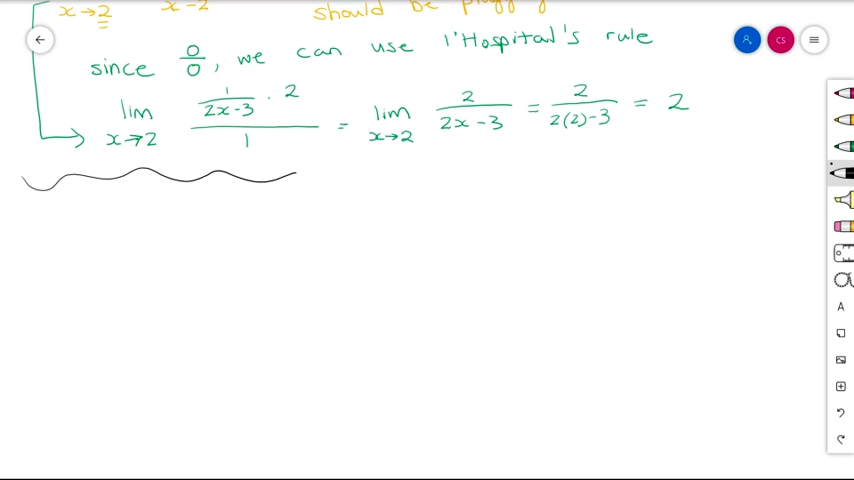 x→2 x-2 should be
since 0/0, we can use l'Hospital's rule
lim x→2 (1/(2x-3) · 2)/1 = lim x→2 2/(2x-3) = 2/(2(2)-3) = 2
CS
A